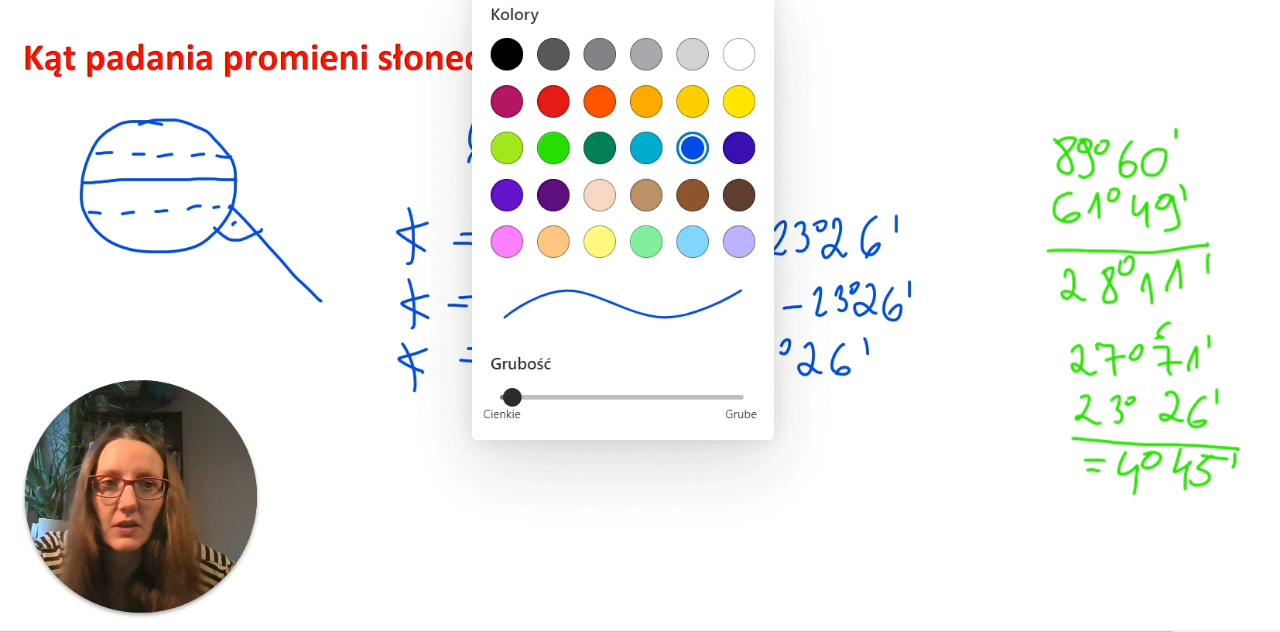 Kąt padania promieni słonec
Kolory
∢ =
23°26'
∢ =
- 23°26'
∢ =
°26'
Grubość
Cienkie
Grube
89°60'
61°49'
28°11'
6
27°71'
23°26'
=4°45'